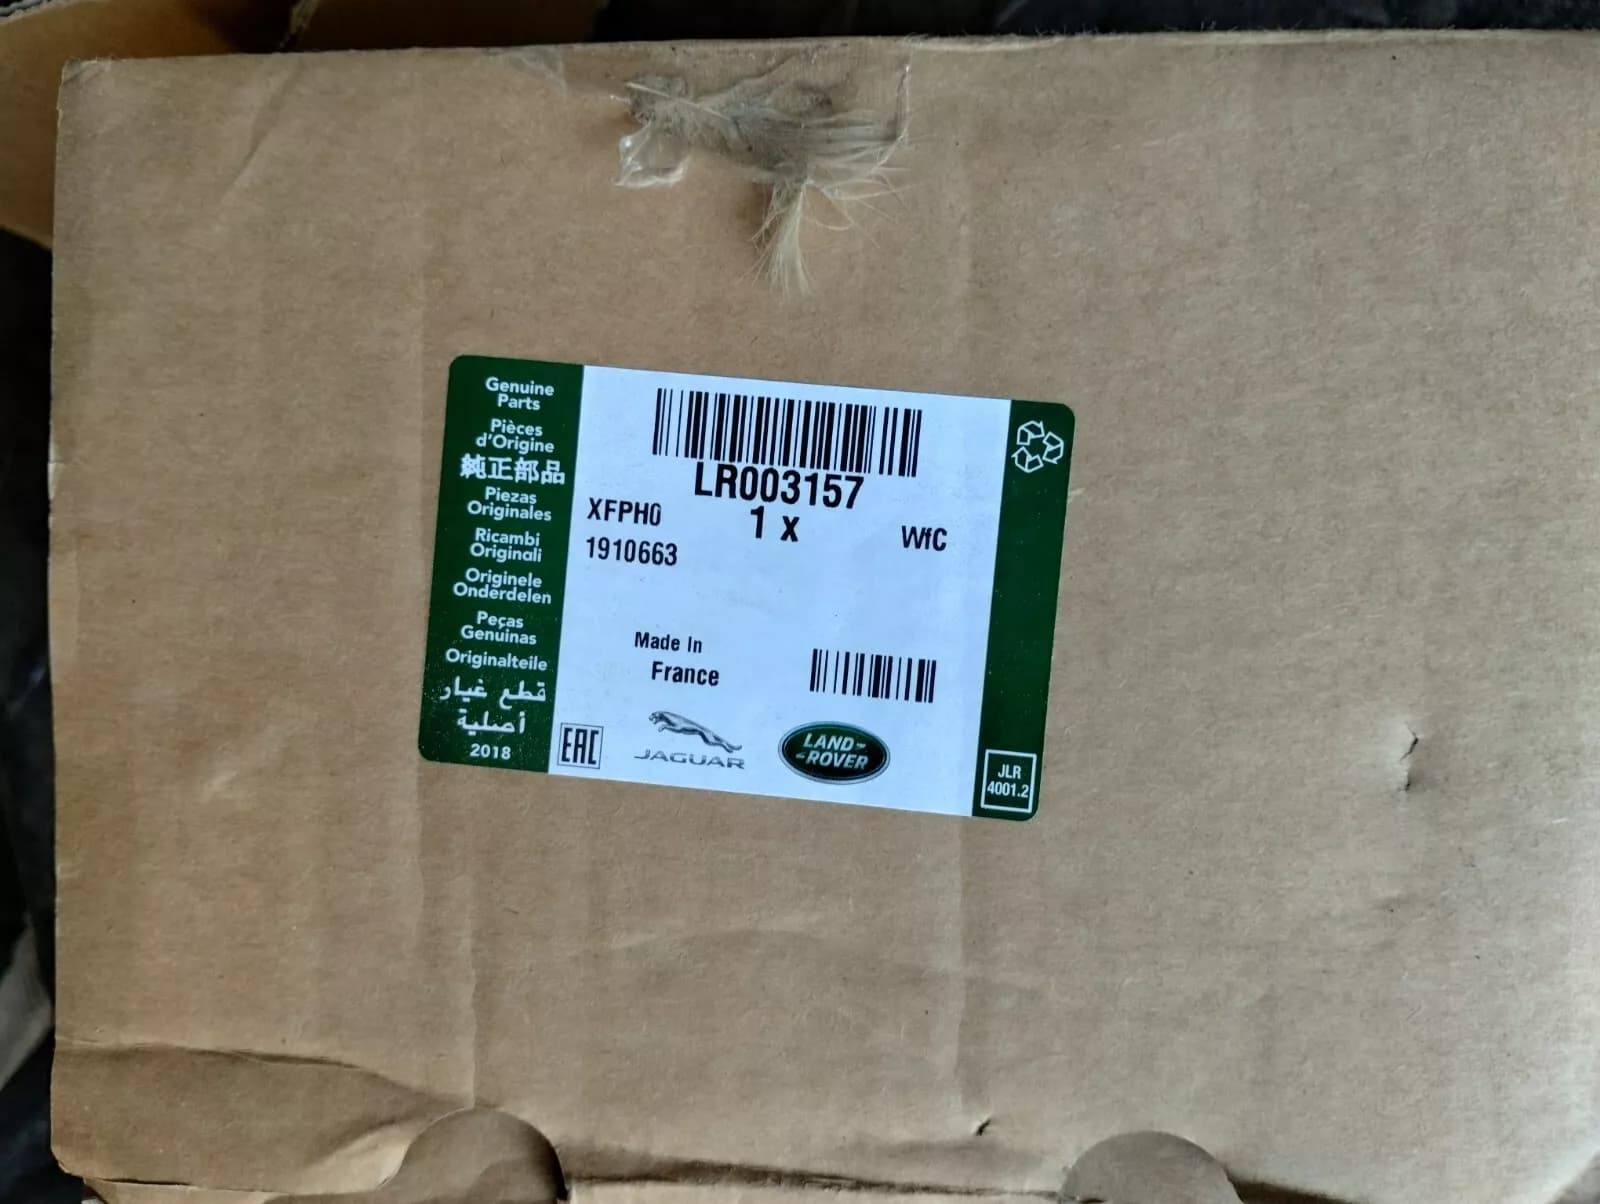 Genuine
Parts
Pièces
d'Origine
純正部品
Piezas
Originales
Ricambi
Originali
Originele
Onderdelen
Peças
Genuinas
Originalteile
قطع غيار
أصلية
2018
LR003157
XFPH0
1 x
WfC
1910663
Made In
France
EAC
JAGUAR
LAND-
-ROVER
JLR
4001.2